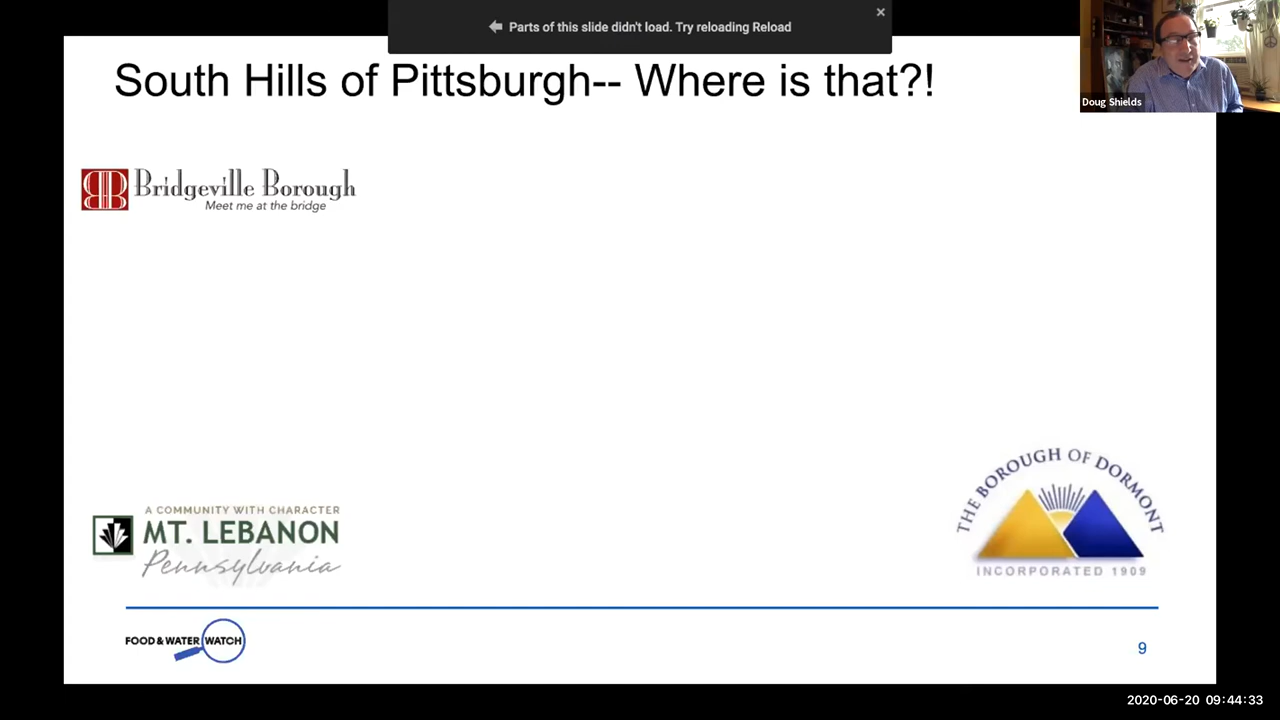 Parts of this slide didn't load. Try reloading Reload
South Hills of Pittsburgh-- Where is that?!
Doug Shields
Bridgeville Borough
Meet me at the bridge
A COMMUNITY WITH CHARACTER
MT. LEBANON
Pennsylvania
THE BOROUGH OF DORMONT
INCORPORATED 1909
FOOD & WATER WATCH
9
2020-06-20 09:44:33